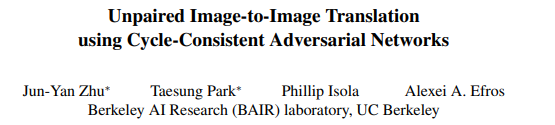 Unpaired Image-to-Image Translation
using Cycle-Consistent Adversarial Networks
Jun-Yan Zhu* Taesung Park* Phillip Isola Alexei A. Efros
Berkeley AI Research (BAIR) laboratory, UC Berkeley